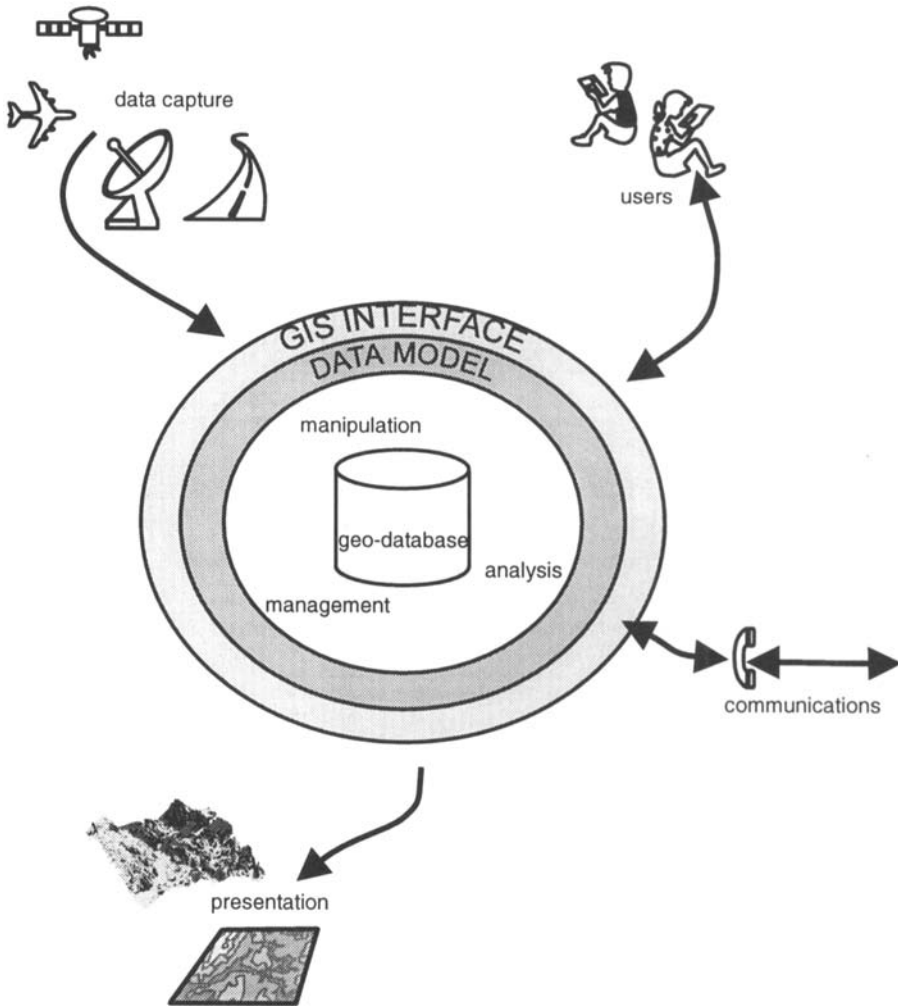 data capture
users
GIS INTERFACE
DATA MODEL
manipulation
geo-database
analysis
management
communications
presentation